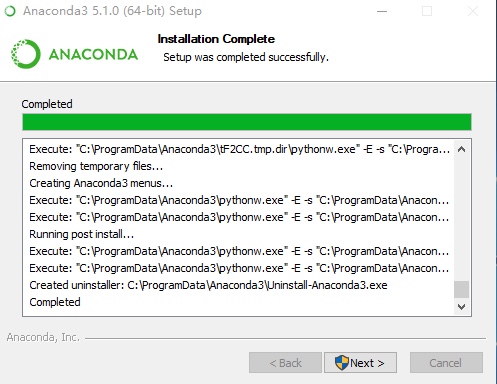 Anaconda3 5.1.0 (64-bit) Setup
ANACONDA
Installation Complete
Setup was completed successfully.
Completed
Execute: "C:\ProgramData\Anaconda3\tF2CC.tmp.dir\pythonw.exe" -E -s "C:\Progra...
Removing temporary files...
Creating Anaconda3 menus...
Execute: "C:\ProgramData\Anaconda3\pythonw.exe" -E -s "C:\ProgramData\Anacon...
Execute: "C:\ProgramData\Anaconda3\pythonw.exe" -E -s "C:\ProgramData\Anacon...
Running post install...
Execute: "C:\ProgramData\Anaconda3\pythonw.exe" -E -s "C:\ProgramData\Anacon...
Execute: "C:\ProgramData\Anaconda3\pythonw.exe" -E -s "C:\ProgramData\Anacon...
Created uninstaller: C:\ProgramData\Anaconda3\Uninstall-Anaconda3.exe
Completed
Anaconda, Inc.
< Back
Next >
Cancel